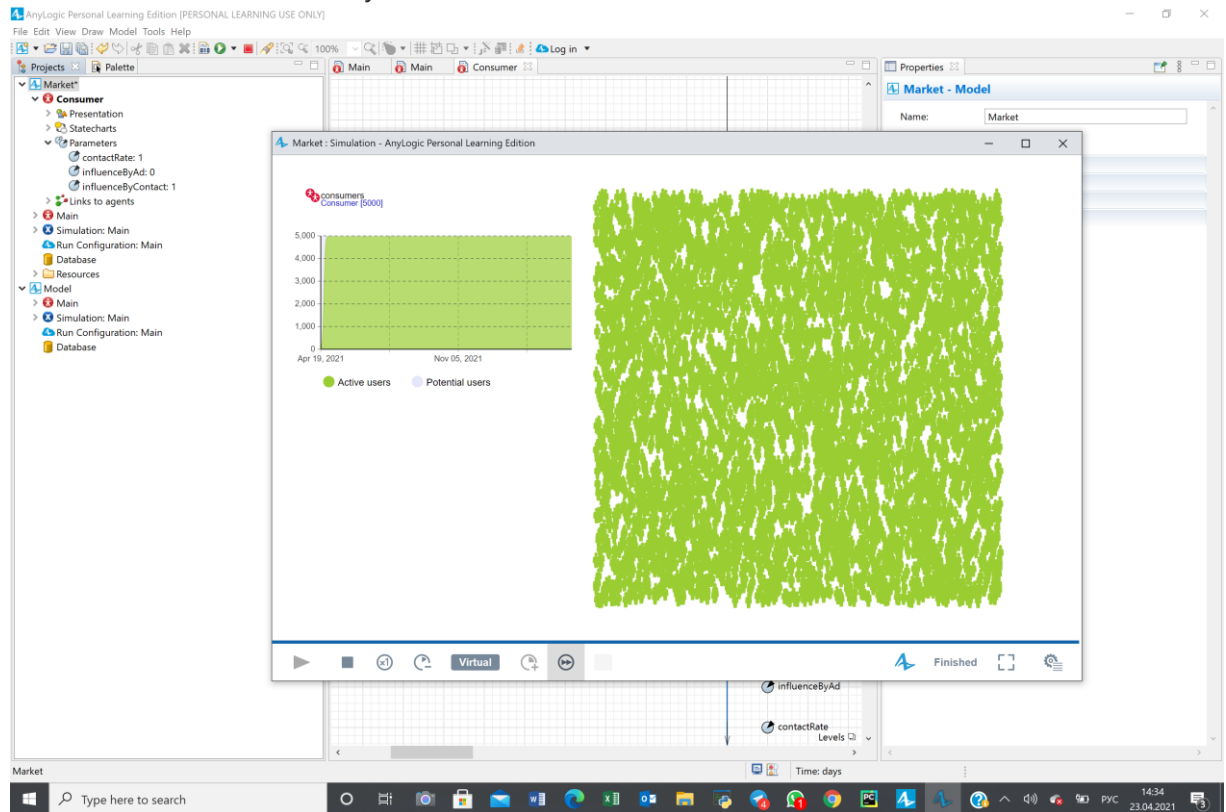 AnyLogic Personal Learning Edition [PERSONAL LEARNING USE ONLY]
File Edit View Draw Model Tools Help
100%
Log in
Projects
Palette
Main
Main
Consumer
Properties
Market*
Consumer
Presentation
Statecharts
Parameters
contactRate: 1
influenceByAd: 0
influenceByContact: 1
Links to agents
Main
Simulation: Main
Run Configuration: Main
Database
Resources
Model
Main
Simulation: Main
Run Configuration: Main
Database
Market - Model
Name:
Market
Market : Simulation - AnyLogic Personal Learning Edition
consumers
Consumer [5000]
5,000
4,000
3,000
2,000
1,000
0
Apr 19, 2021
Nov 05, 2021
Active users
Potential users
x1
Virtual
Finished
influenceByAd
contactRate
Levels
Market
Time: days
Type here to search
РУС
14:34
23.04.2021